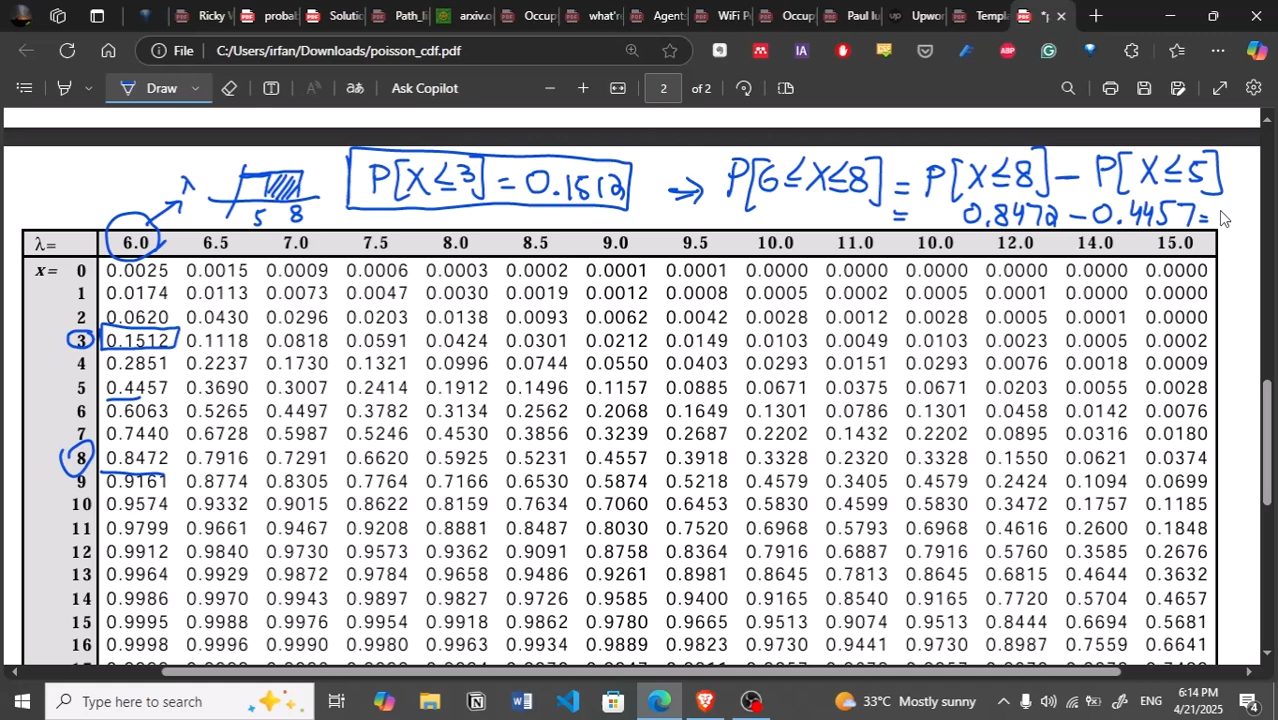 Ricky V
probab
Solutio
Path_li
arxiv.o
Occup
what're
Agents
WiFi P
Occup
Paul Iu
Upwor
Templa
File C:/Users/irfan/Downloads/poisson_cdf.pdf
Draw Ask Copilot 2 of 2
λ 5 8 P[X≤3] = 0.1512 ⇒ P[6≤X≤8] = P[X≤8] - P[X≤5]
= 0.8472 - 0.4457 =
λ= 6.0 6.5 7.0 7.5 8.0 8.5 9.0 9.5 10.0 11.0 10.0 12.0 14.0 15.0
x= 0 0.0025 0.0015 0.0009 0.0006 0.0003 0.0002 0.0001 0.0001 0.0000 0.0000 0.0000 0.0000 0.0000 0.0000
1 0.0174 0.0113 0.0073 0.0047 0.0030 0.0019 0.0012 0.0008 0.0005 0.0002 0.0005 0.0001 0.0000 0.0000
2 0.0620 0.0430 0.0296 0.0203 0.0138 0.0093 0.0062 0.0042 0.0028 0.0012 0.0028 0.0005 0.0001 0.0000
3 0.1512 0.1118 0.0818 0.0591 0.0424 0.0301 0.0212 0.0149 0.0103 0.0049 0.0103 0.0023 0.0005 0.0002
4 0.2851 0.2237 0.1730 0.1321 0.0996 0.0744 0.0550 0.0403 0.0293 0.0151 0.0293 0.0076 0.0018 0.0009
5 0.4457 0.3690 0.3007 0.2414 0.1912 0.1496 0.1157 0.0885 0.0671 0.0375 0.0671 0.0203 0.0055 0.0028
6 0.6063 0.5265 0.4497 0.3782 0.3134 0.2562 0.2068 0.1649 0.1301 0.0786 0.1301 0.0458 0.0142 0.0076
7 0.7440 0.6728 0.5987 0.5246 0.4530 0.3856 0.3239 0.2687 0.2202 0.1432 0.2202 0.0895 0.0316 0.0180
8 0.8472 0.7916 0.7291 0.6620 0.5925 0.5231 0.4557 0.3918 0.3328 0.2320 0.3328 0.1550 0.0621 0.0374
9 0.9161 0.8774 0.8305 0.7764 0.7166 0.6530 0.5874 0.5218 0.4579 0.3405 0.4579 0.2424 0.1094 0.0699
10 0.9574 0.9332 0.9015 0.8622 0.8159 0.7634 0.7060 0.6453 0.5830 0.4599 0.5830 0.3472 0.1757 0.1185
11 0.9799 0.9661 0.9467 0.9208 0.8881 0.8487 0.8030 0.7520 0.6968 0.5793 0.6968 0.4616 0.2600 0.1848
12 0.9912 0.9840 0.9730 0.9573 0.9362 0.9091 0.8758 0.8364 0.7916 0.6887 0.7916 0.5760 0.3585 0.2676
13 0.9964 0.9929 0.9872 0.9784 0.9658 0.9486 0.9261 0.8981 0.8645 0.7813 0.8645 0.6815 0.4644 0.3632
14 0.9986 0.9970 0.9943 0.9897 0.9827 0.9726 0.9585 0.9400 0.9165 0.8540 0.9165 0.7720 0.5704 0.4657
15 0.9995 0.9988 0.9976 0.9954 0.9918 0.9862 0.9780 0.9665 0.9513 0.9074 0.9513 0.8444 0.6694 0.5681
16 0.9998 0.9996 0.9990 0.9980 0.9963 0.9934 0.9889 0.9823 0.9730 0.9441 0.9730 0.8987 0.7559 0.6641
Type here to search
33°C Mostly sunny
ENG
6:14 PM
4/21/2025
4